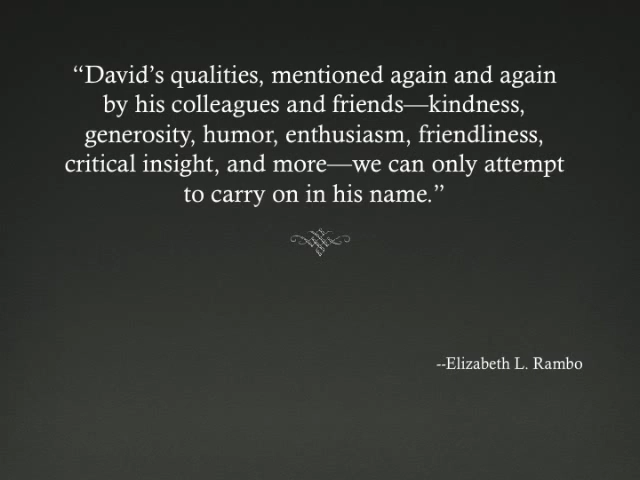 “David’s qualities, mentioned again and again
by his colleagues and friends—kindness,
generosity, humor, enthusiasm, friendliness,
critical insight, and more—we can only attempt
to carry on in his name.”
--Elizabeth L. Rambo